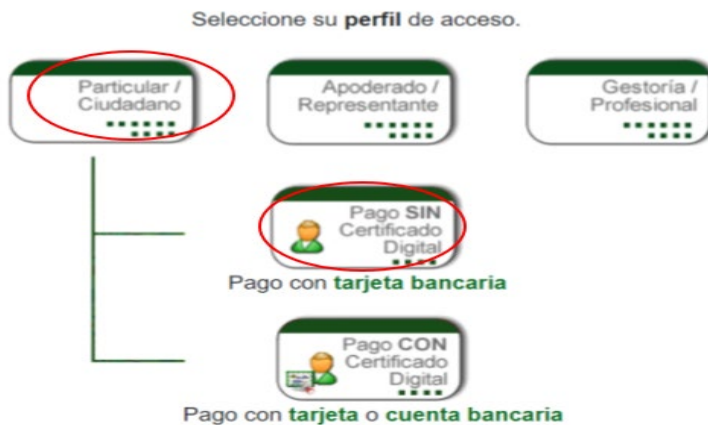 Seleccione su perfil de acceso.
Particular /
Ciudadano
Apoderado /
Representante
Gestoría /
Profesional
Pago SIN
Certificado
Digital
Pago con tarjeta bancaria
Pago CON
Certificado
Digital
Pago con tarjeta o cuenta bancaria